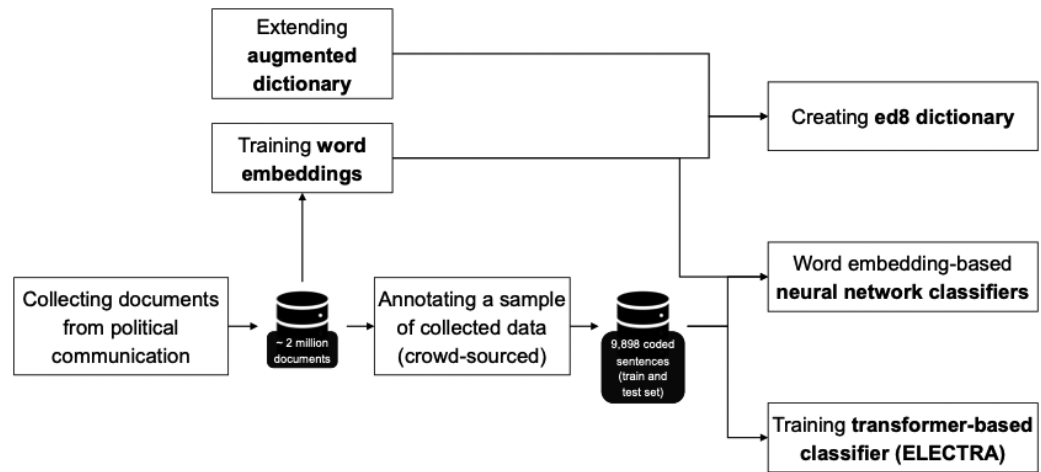 Extending
augmented
dictionary
Creating ed8 dictionary
Training word
embeddings
Word embedding-based
neural network classifiers
Collecting documents
from political
communication
~ 2 million
documents
Annotating a sample
of collected data
(crowd-sourced)
9,898 coded
sentences
(train and
test set)
Training transformer-based
classifier (ELECTRA)